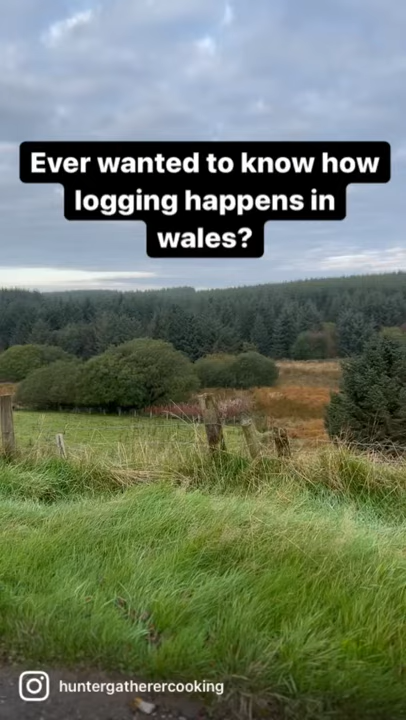 Ever wanted to know how
logging happens in
wales?
huntergatherercooking